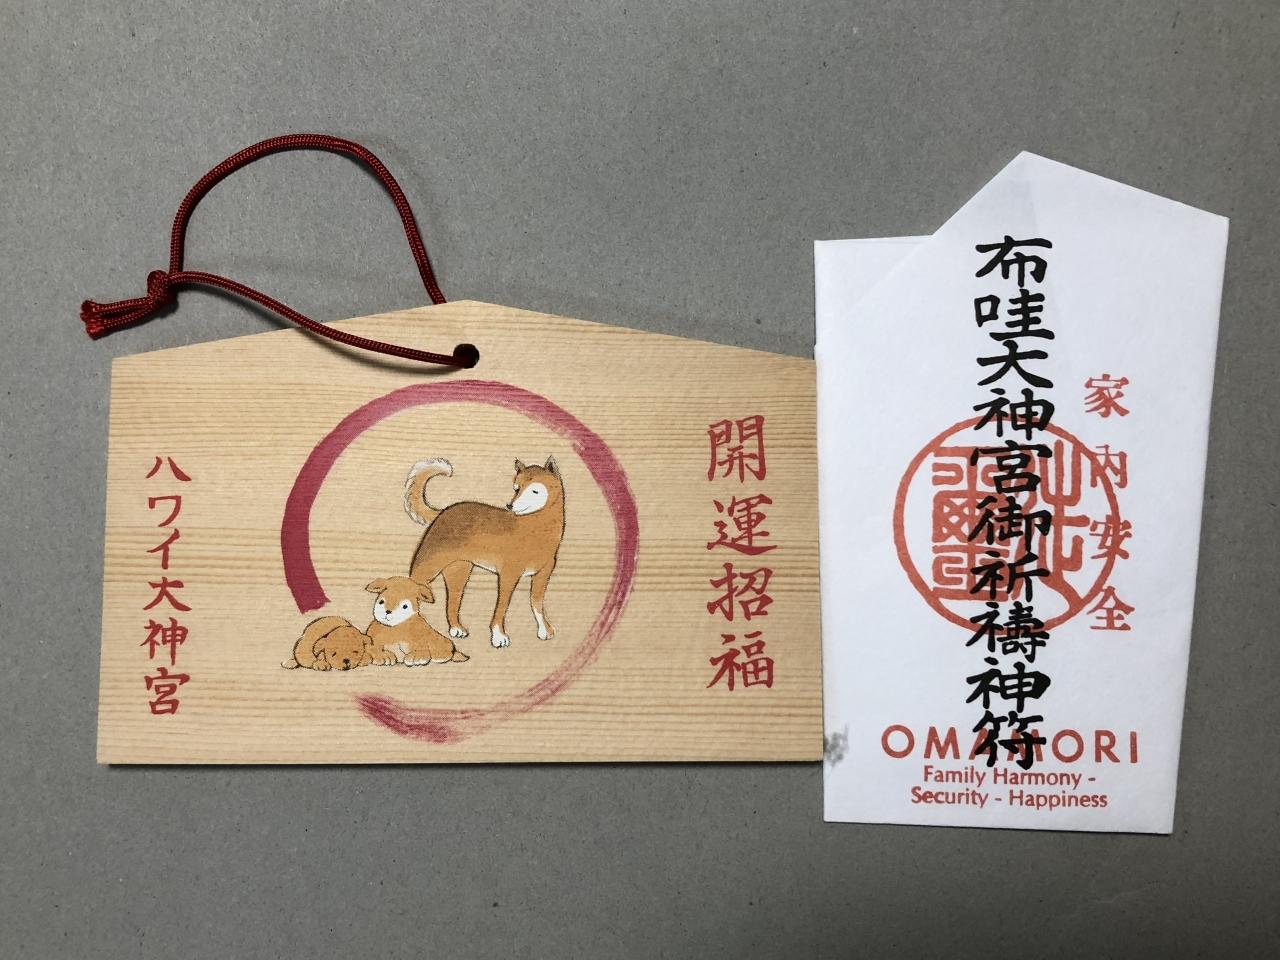 開運招福
ハワイ大神宮
家内安全
布哇大神宮御祈禱神符
OMAMORI
Family Harmony -
Security - Happiness